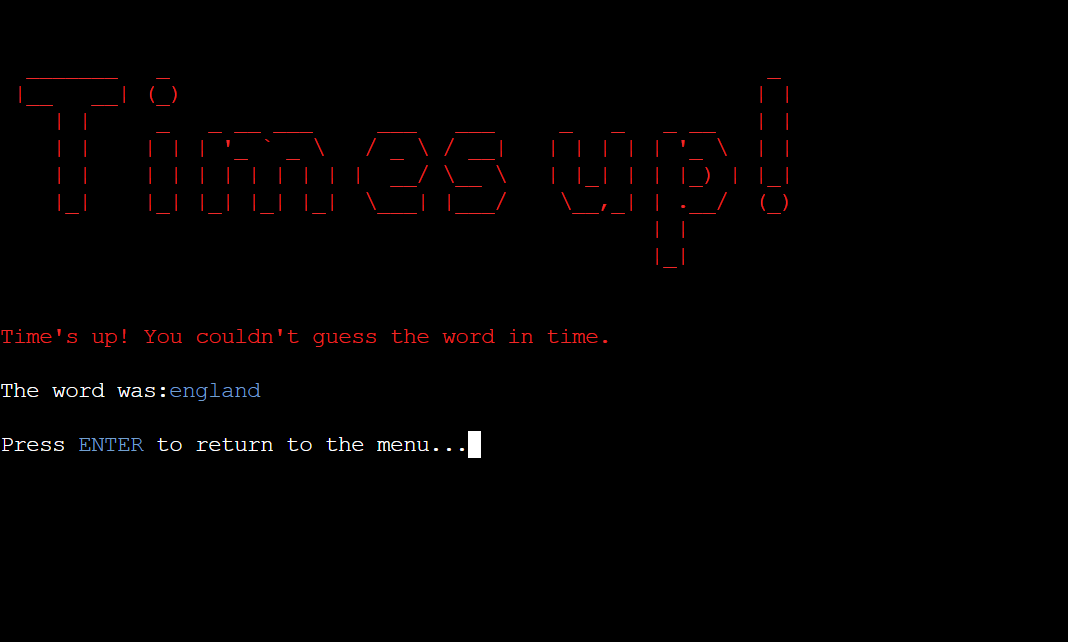 Times up!
Time's up! You couldn't guess the word in time.
The word was:england
Press ENTER to return to the menu...